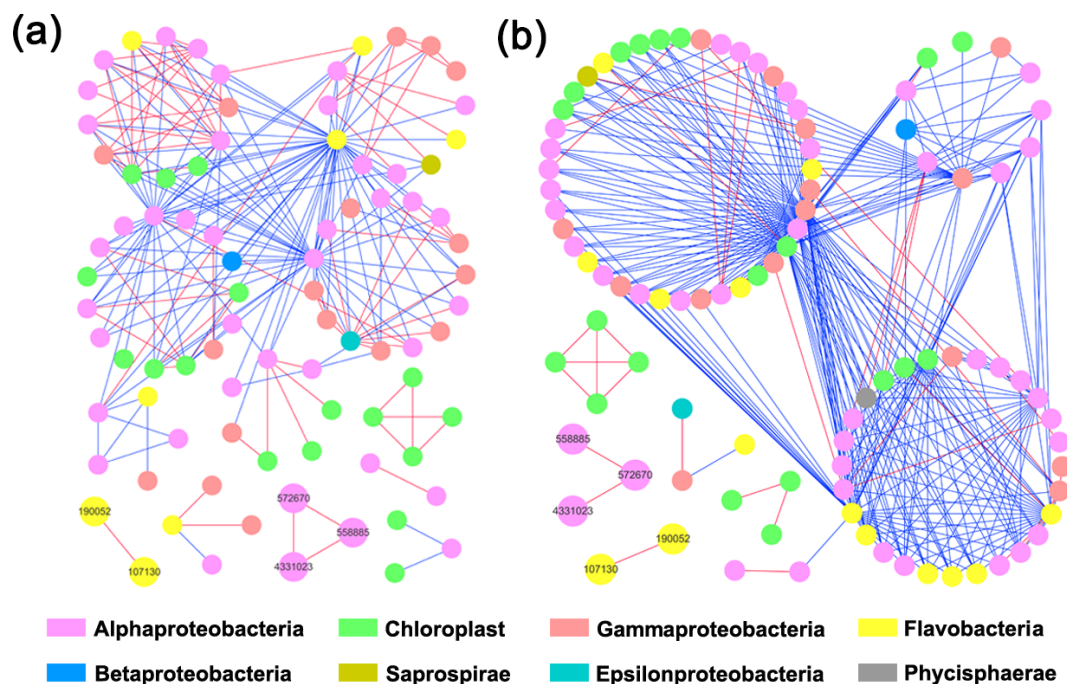 (a)
(b)
190052
107130
572670
558885
4331023
558885
572670
4331023
190052
107130
Alphaproteobacteria
Chloroplast
Gammaproteobacteria
Flavobacteria
Betaproteobacteria
Saprospirae
Epsilonproteobacteria
Phycisphaerae